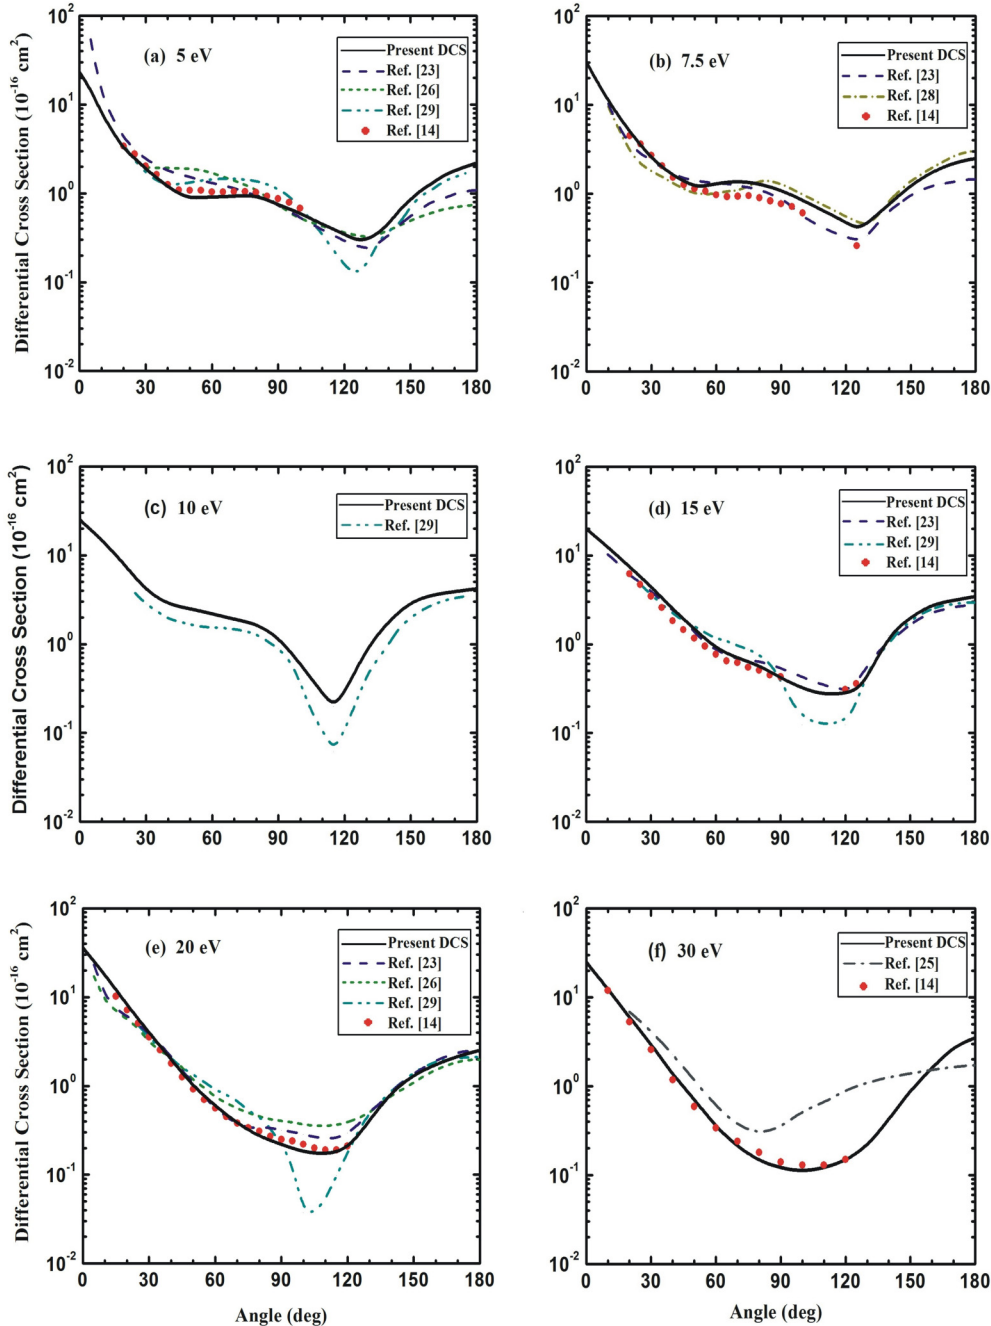 (a) 5 eV
Present DCS
Ref. [23]
Ref. [26]
Ref. [29]
Ref. [14]
Differential Cross Section (10⁻¹⁶ cm²)
10²
10¹
10⁰
10⁻¹
10⁻²
0 30 60 90 120 150 180
(b) 7.5 eV
Present DCS
Ref. [23]
Ref. [28]
Ref. [14]
10²
10¹
10⁰
10⁻¹
10⁻²
0 30 60 90 120 150 180
(c) 10 eV
Present DCS
Ref. [29]
Differential Cross Section (10⁻¹⁶ cm²)
10²
10¹
10⁰
10⁻¹
10⁻²
0 30 60 90 120 150 180
(d) 15 eV
Present DCS
Ref. [23]
Ref. [29]
Ref. [14]
10²
10¹
10⁰
10⁻¹
10⁻²
0 30 60 90 120 150 180
(e) 20 eV
Present DCS
Ref. [23]
Ref. [26]
Ref. [29]
Ref. [14]
Differential Cross Section (10⁻¹⁶ cm²)
10²
10¹
10⁰
10⁻¹
10⁻²
0 30 60 90 120 150 180
Angle (deg)
(f) 30 eV
Present DCS
Ref. [25]
Ref. [14]
10²
10¹
10⁰
10⁻¹
10⁻²
0 30 60 90 120 150 180
Angle (deg)